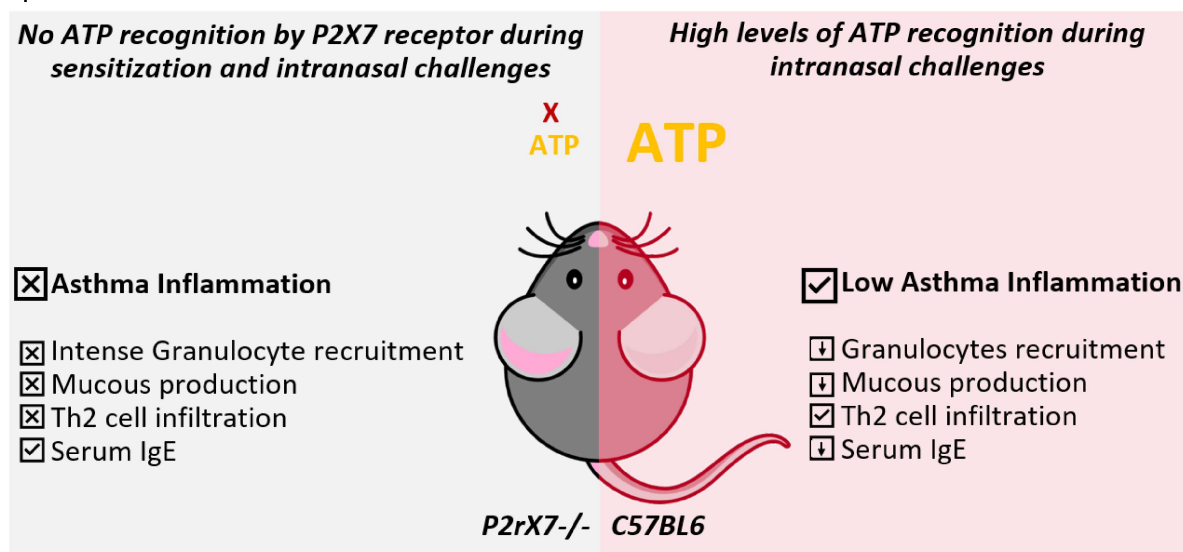 No ATP recognition by P2X7 receptor during
sensitization and intranasal challenges
X
ATP
Asthma Inflammation
Intense Granulocyte recruitment
Mucous production
Th2 cell infiltration
Serum IgE
P2rX7-/-
High levels of ATP recognition during
intranasal challenges
ATP
Low Asthma Inflammation
Granulocytes recruitment
Mucous production
Th2 cell infiltration
Serum IgE
C57BL6